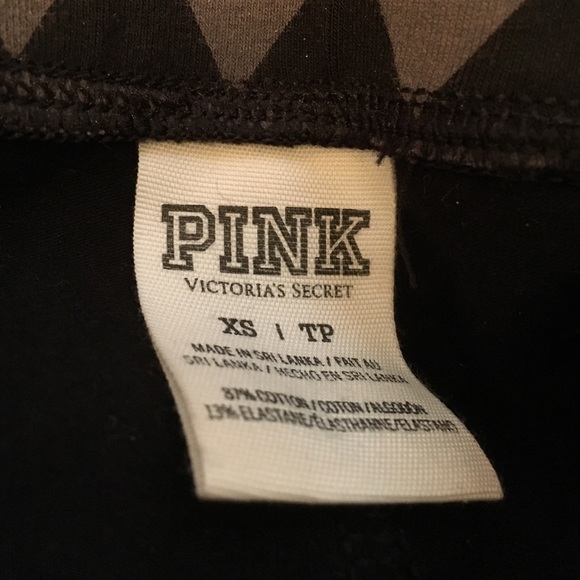 PINK
VICTORIA'S SECRET
XS | TP
MADE IN SRI LANKA / FAIT AU
SRI LANKA / HECHO EN SRI LANKA
87% COTTON / COTON / ALGODÓN
13% ELASTANE/ÉLASTHANNE/ELASTANO